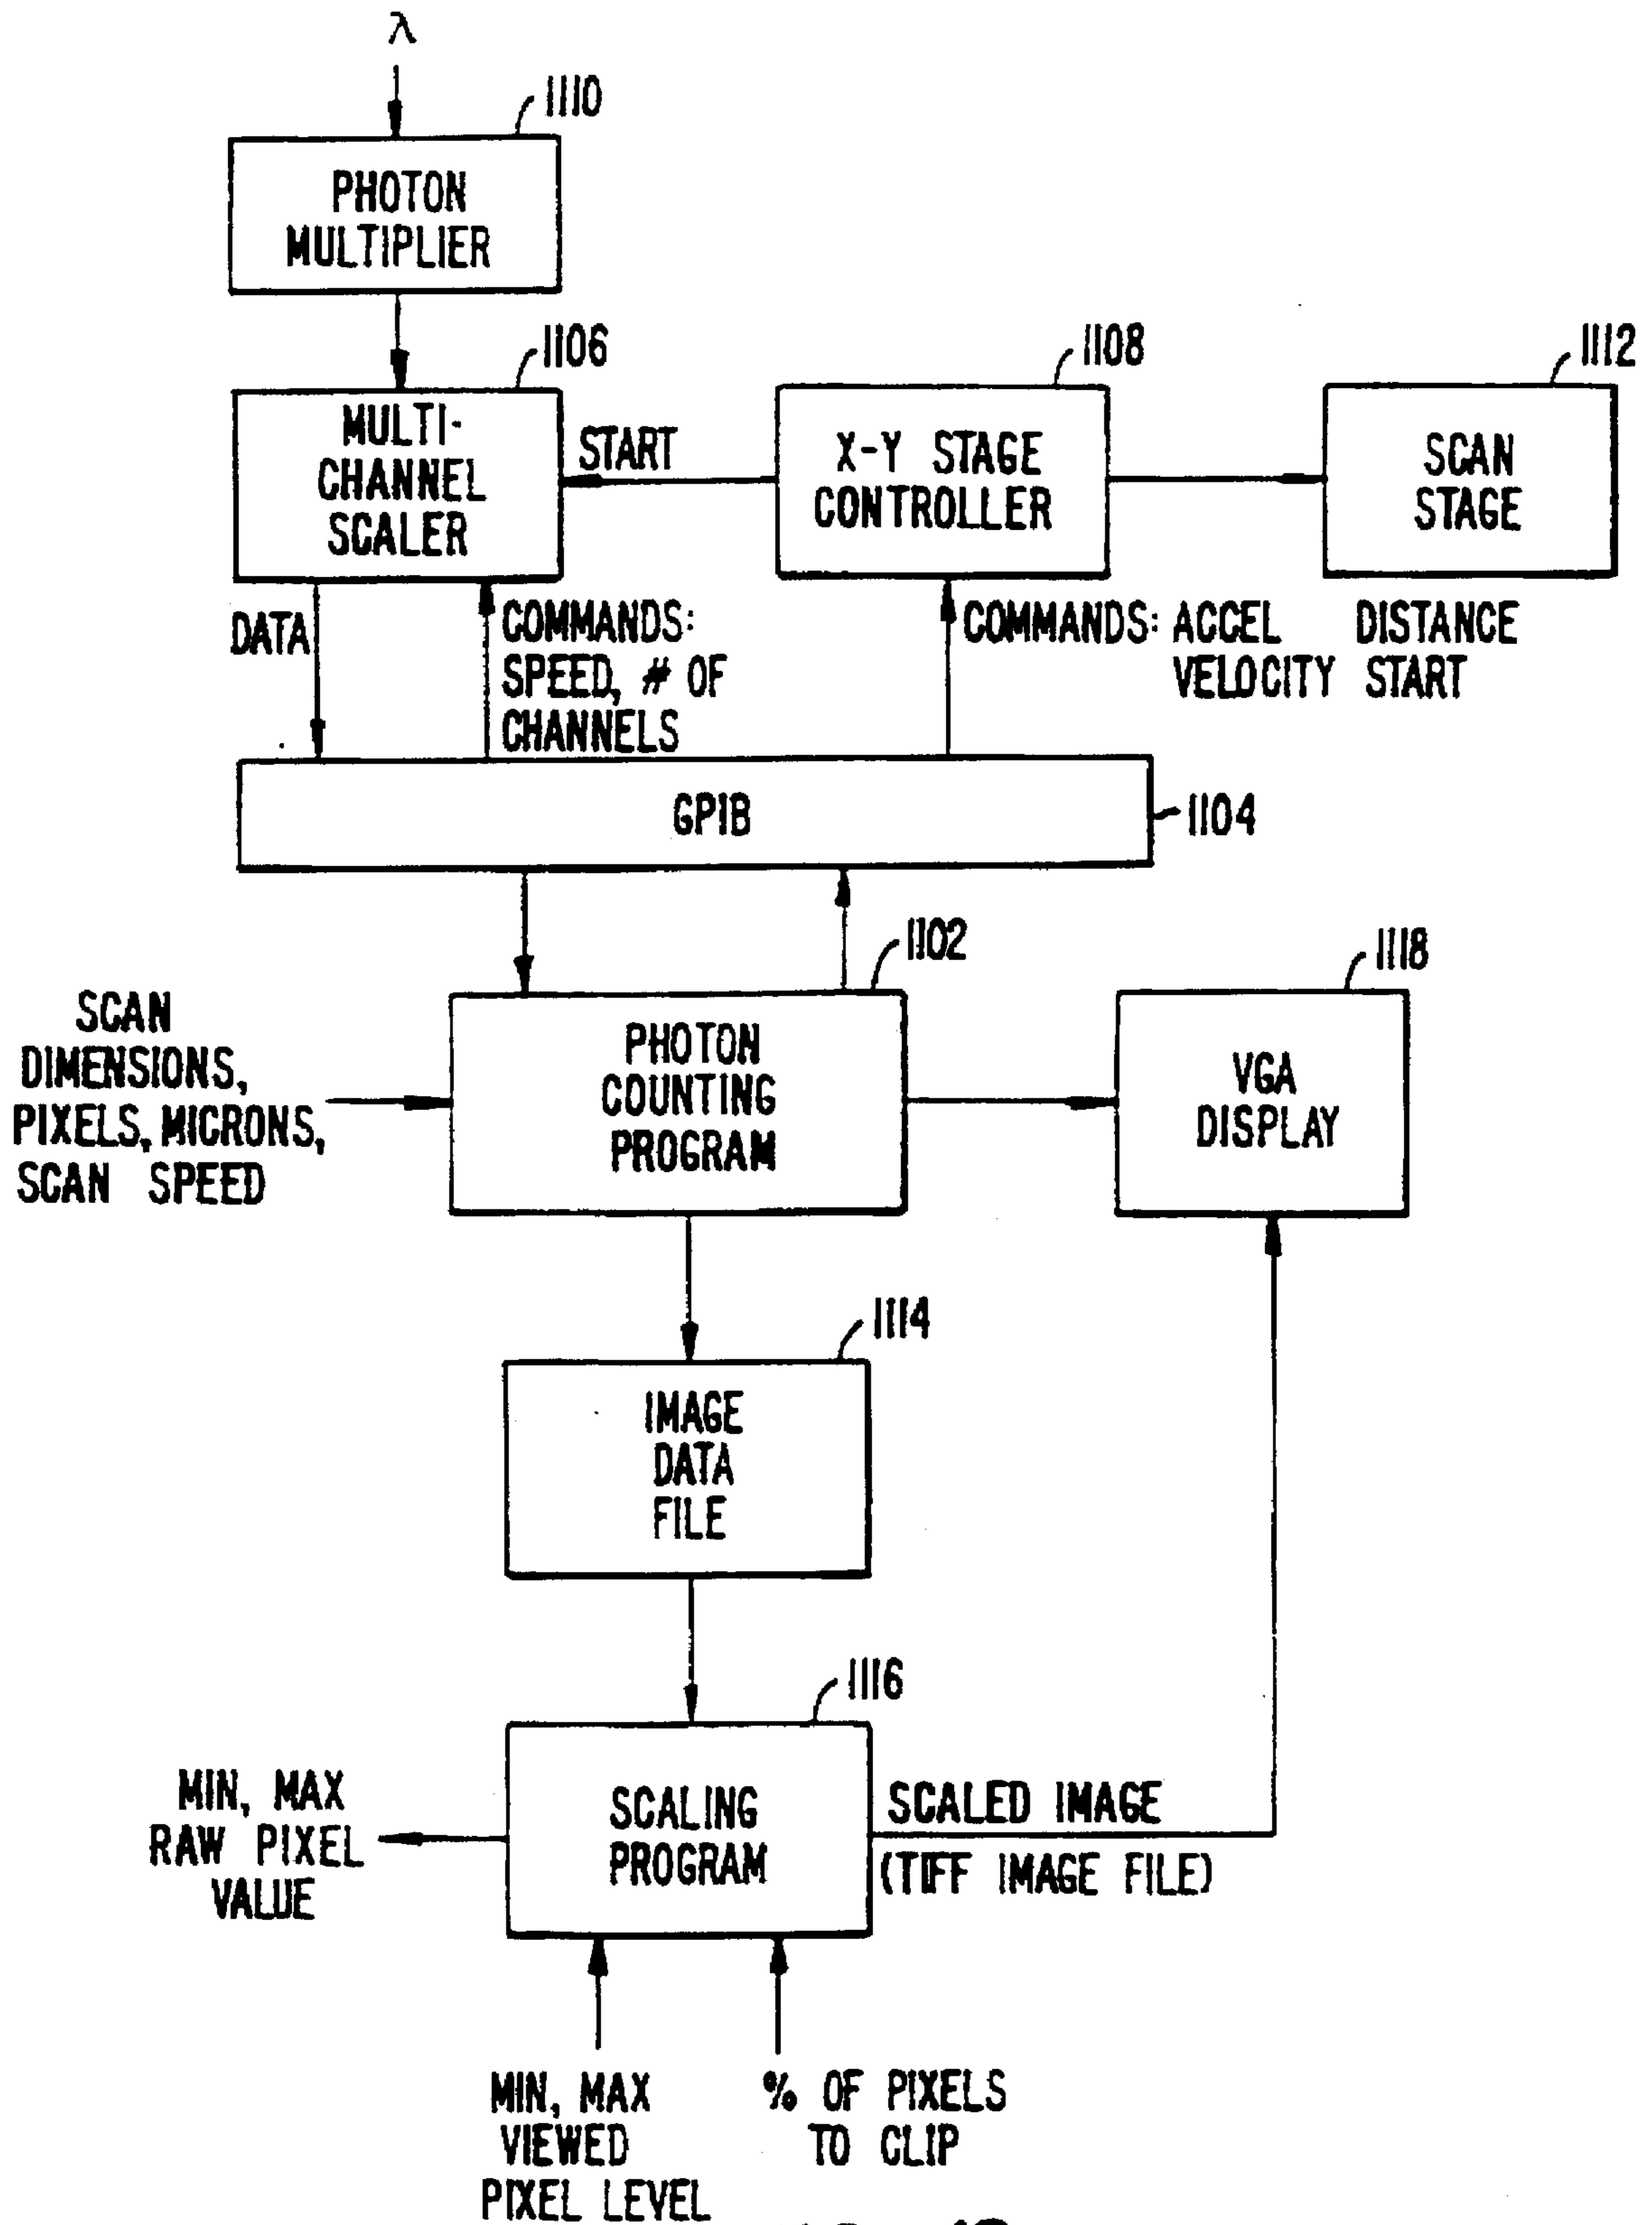 λ
1110
PHOTON
MULTIPLIER
1106
MULTI-
CHANNEL
SCALER
START
1108
X-Y STAGE
CONTROLLER
1112
SCAN
STAGE
DATA
COMMANDS:
SPEED, # OF
CHANNELS
COMMANDS: ACCEL DISTANCE
VELOCITY START
GPIB
1104
SCAN
DIMENSIONS,
PIXELS, MICRONS,
SCAN SPEED
1102
PHOTON
COUNTING
PROGRAM
1118
VGA
DISPLAY
1114
IMAGE
DATA
FILE
1116
SCALING
PROGRAM
MIN, MAX
RAW PIXEL
VALUE
SCALED IMAGE
(TIFF IMAGE FILE)
MIN, MAX
VIEWED
PIXEL LEVEL
% OF PIXELS
TO CLIP